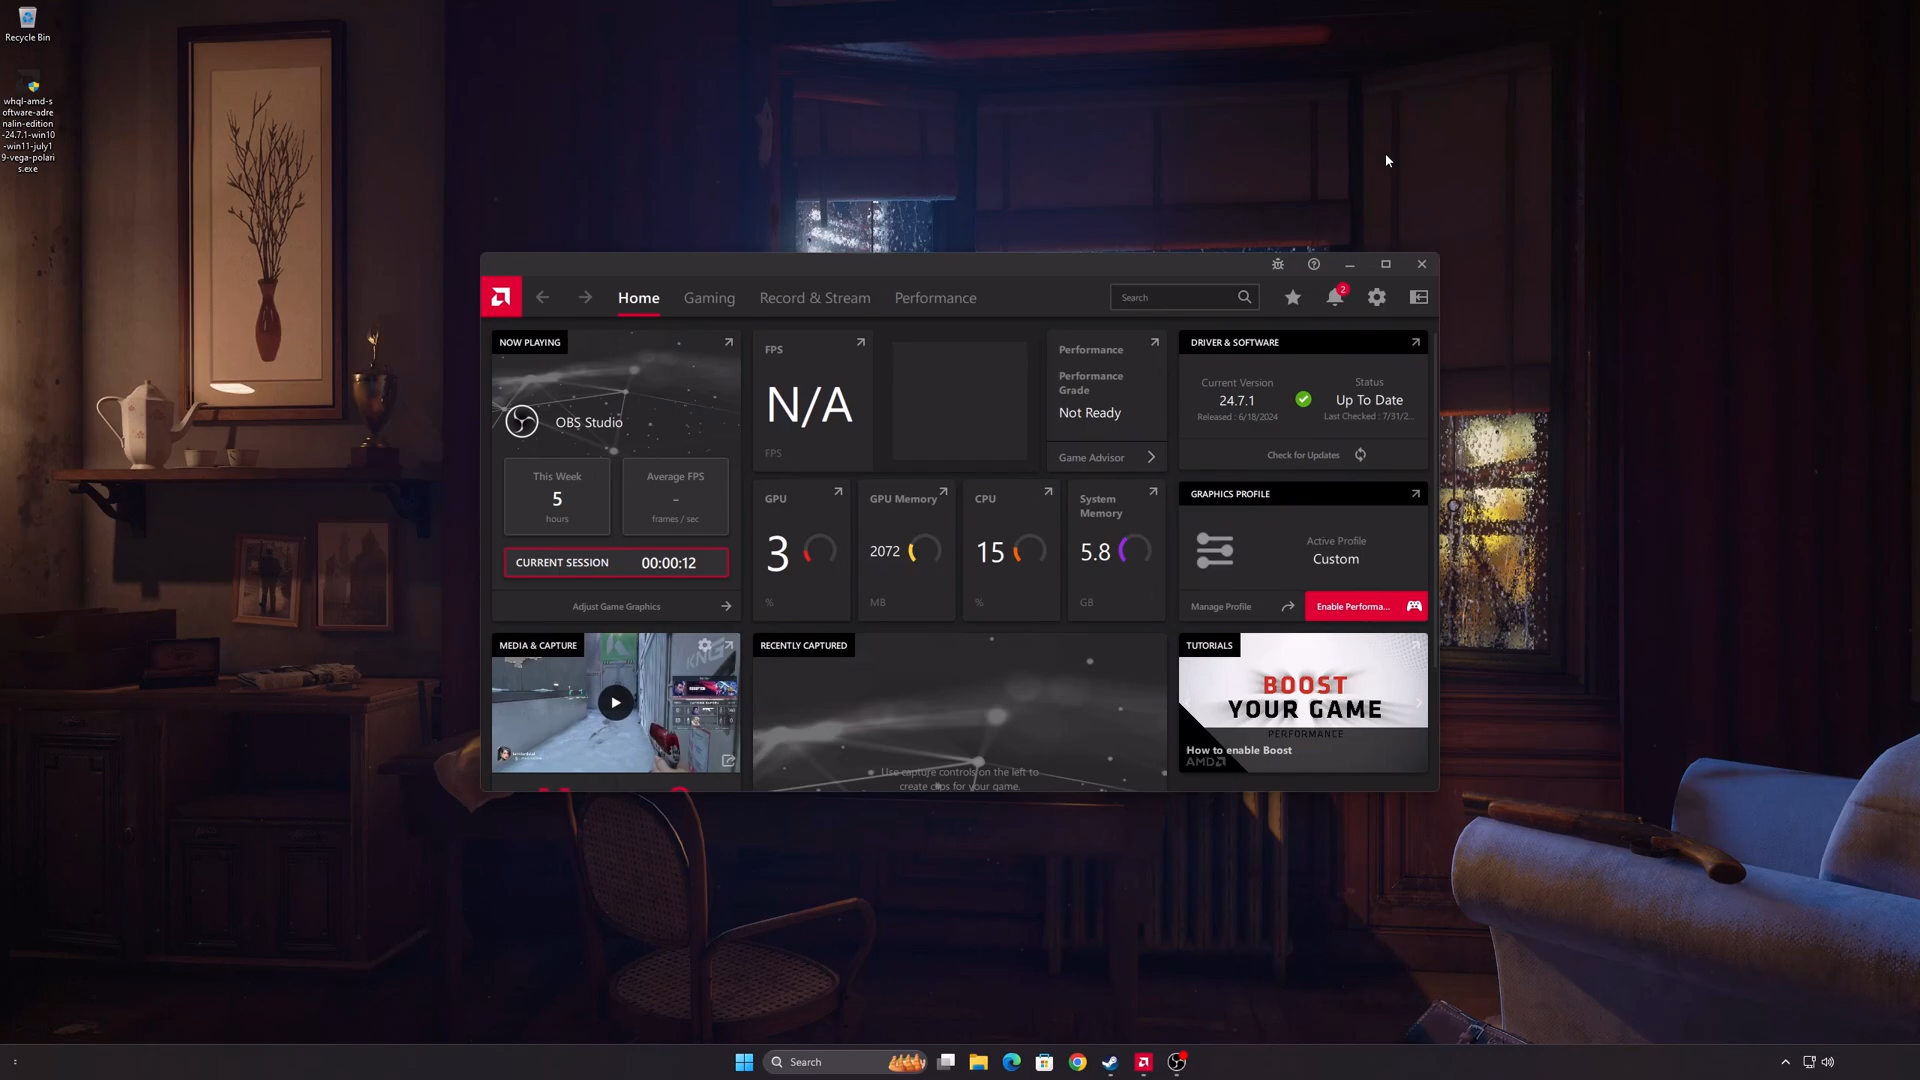 Recycle Bin
whql-amd-s
oftware-adre
nalin-edition
-24.7.1-win10
-win11-july1
9-vega-polari
s.exe
Home
Gaming
Record & Stream
Performance
Search
2
NOW PLAYING
OBS Studio
This Week
5
hours
Average FPS
-
frames / sec
CURRENT SESSION
00:00:12
Adjust Game Graphics
FPS
N/A
FPS
Performance
Performance
Grade
Not Ready
Game Advisor
GPU
3
%
GPU Memory
2072
MB
CPU
15
%
System
Memory
5.8
GB
DRIVER & SOFTWARE
Current Version
24.7.1
Released : 6/18/2024
Status
Up To Date
Last Checked : 7/31/2...
Check for Updates
GRAPHICS PROFILE
Active Profile
Custom
Manage Profile
Enable Performa...
MEDIA & CAPTURE
RECENTLY CAPTURED
Use capture controls on the left to
create clips for your game.
TUTORIALS
BOOST
YOUR GAME
PERFORMANCE
How to enable Boost
AMD
Search